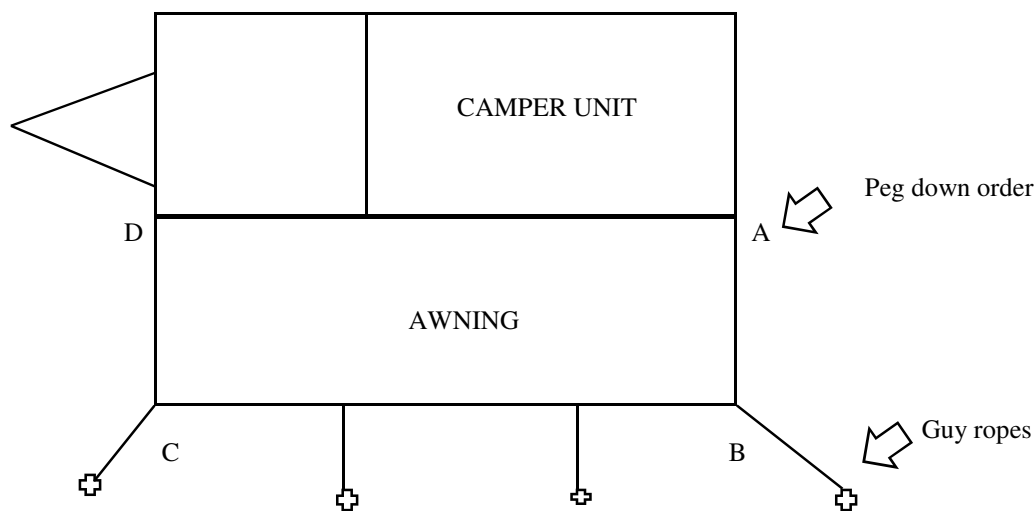 CAMPER UNIT
Peg down order
D
A
AWNING
Guy ropes
C
B